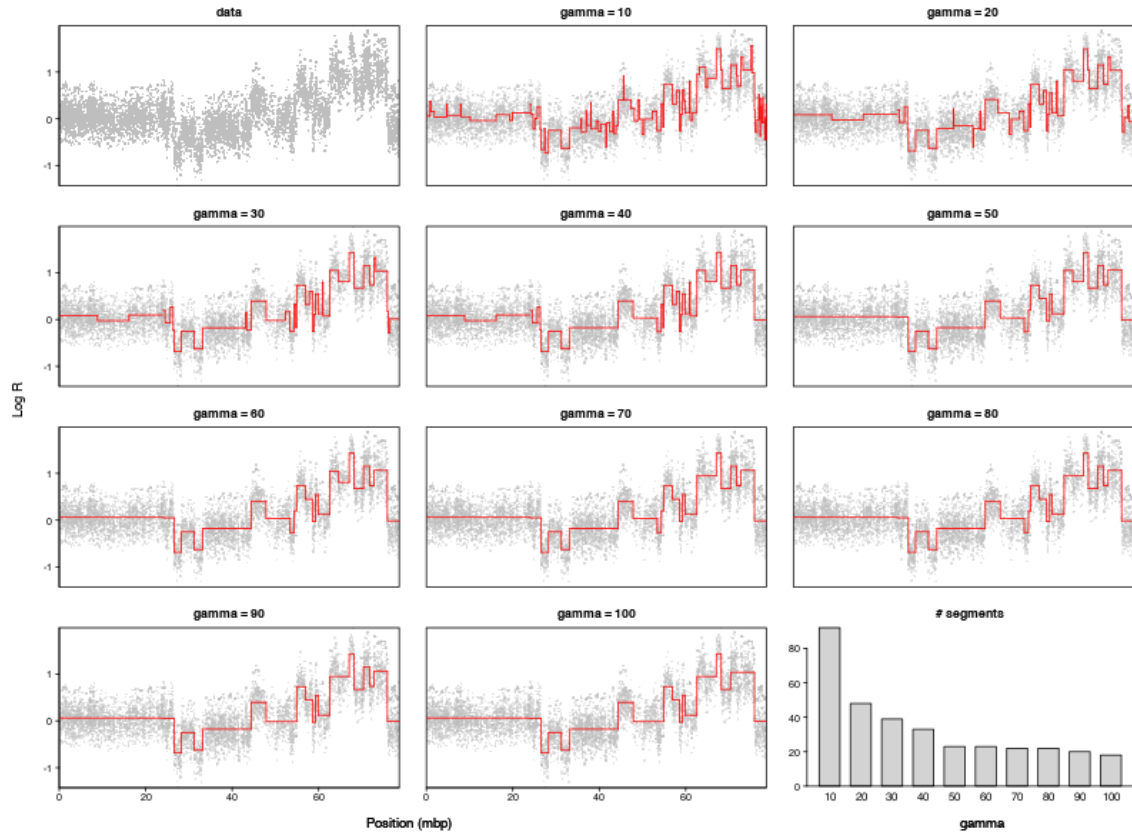 data gamma = 10 gamma = 20
1
0
-1
gamma = 30 gamma = 40 gamma = 50
1
0
-1
Log R
gamma = 60 gamma = 70 gamma = 80
1
0
-1
gamma = 90 gamma = 100 # segments
1
0
-1
80
60
40
20
0
0 20 40 60 0 20 40 60
10 20 30 40 50 60 70 80 90 100
Position (mbp) gamma